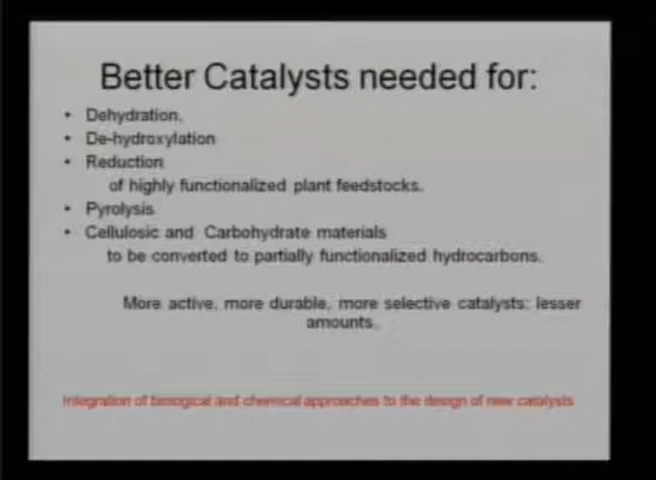 Better Catalysts needed for:
• Dehydration,
• De-hydroxylation
• Reduction
of highly functionalized plant feedstocks.
• Pyrolysis
• Cellulosic and Carbohydrate materials
to be converted to partially functionalized hydrocarbons.
More active, more durable, more selective catalysts: lesser
amounts.
Integration of biological and chemical approaches to the design of new catalysts